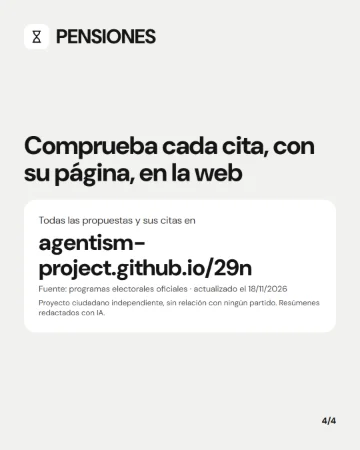 PENSIONES
Comprueba cada cita, con
su página, en la web
Todas las propuestas y sus citas en
agentism-
project.github.io/29n
Fuente: programas electorales oficiales · actualizado el 18/11/2026
Proyecto ciudadano independiente, sin relación con ningún partido. Resúmenes
redactados con IA.
4/4